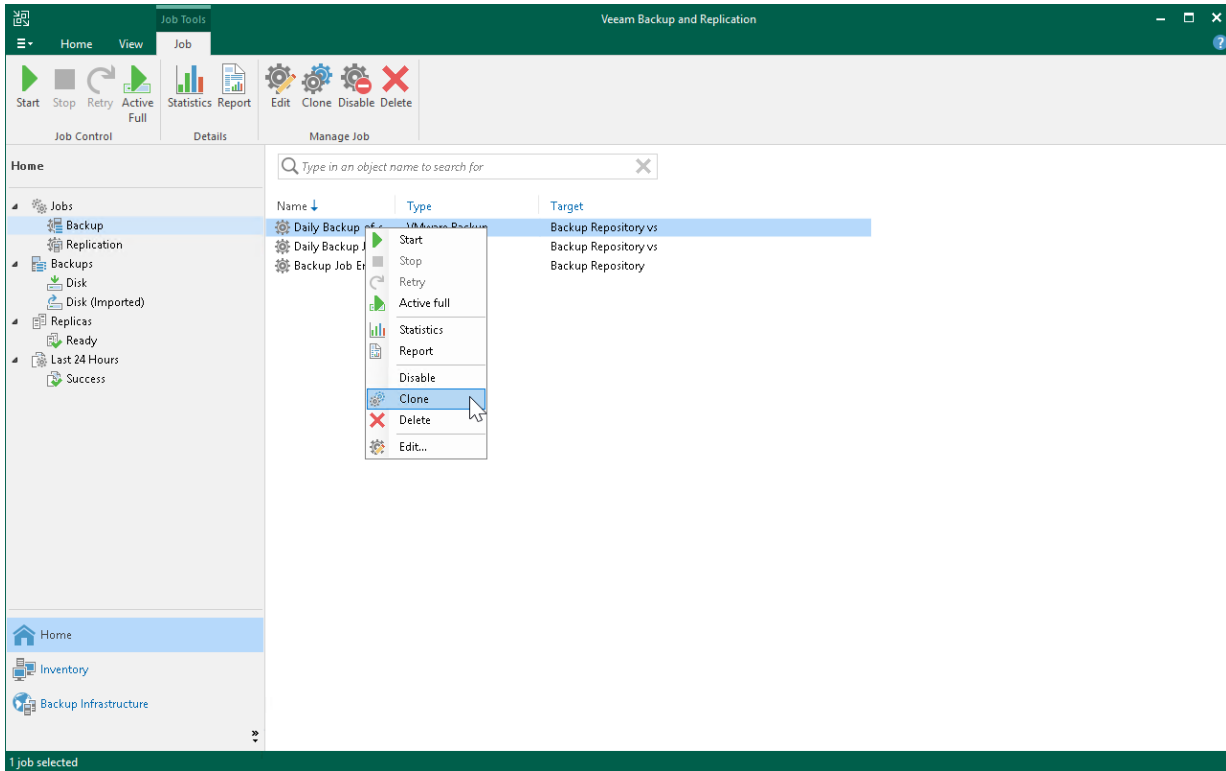 Job Tools
Veeam Backup and Replication
Home View Job
Start Stop Retry Active Full Statistics Report Edit Clone Disable Delete
Job Control Details Manage Job
Home
Type in an object name to search for
Name Type Target
Jobs
Backup
Replication
Backups
Disk
Disk (Imported)
Replicas
Ready
Last 24 Hours
Success
Daily Backup of VMware Backup Backup Repository vs
Daily Backup Backup Repository vs
Backup Job Backup Repository
Start
Stop
Retry
Active full
Statistics
Report
Disable
Clone
Delete
Edit...
Home
Inventory
Backup Infrastructure
1 job selected